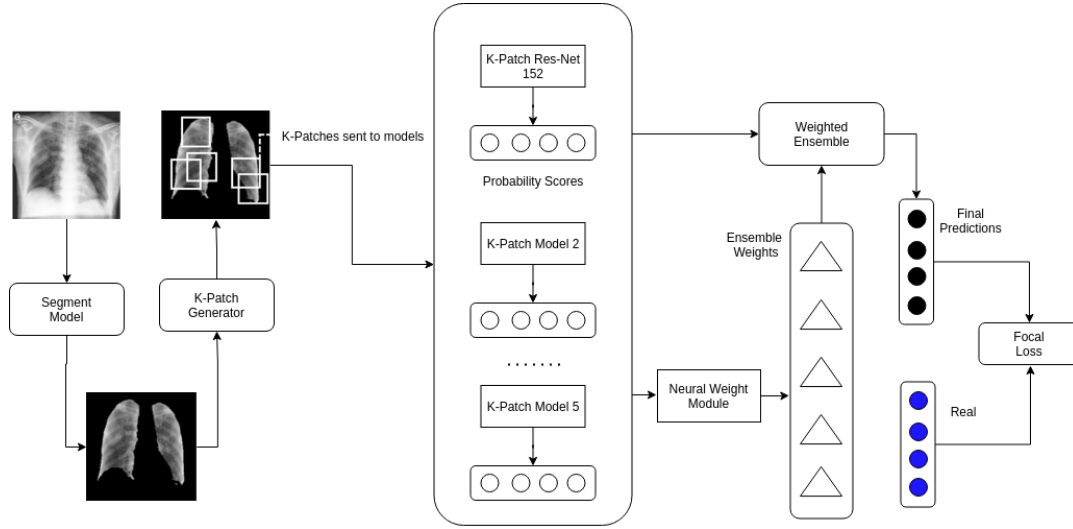 K-Patch Res-Net
152
K-Patches sent to models
Weighted
Ensemble
Probability Scores
Final
Predictions
Ensemble
Weights
K-Patch Model 2
Segment
Model
K-Patch
Generator
Focal
Loss
.......
Neural Weight
Module
K-Patch Model 5
Real